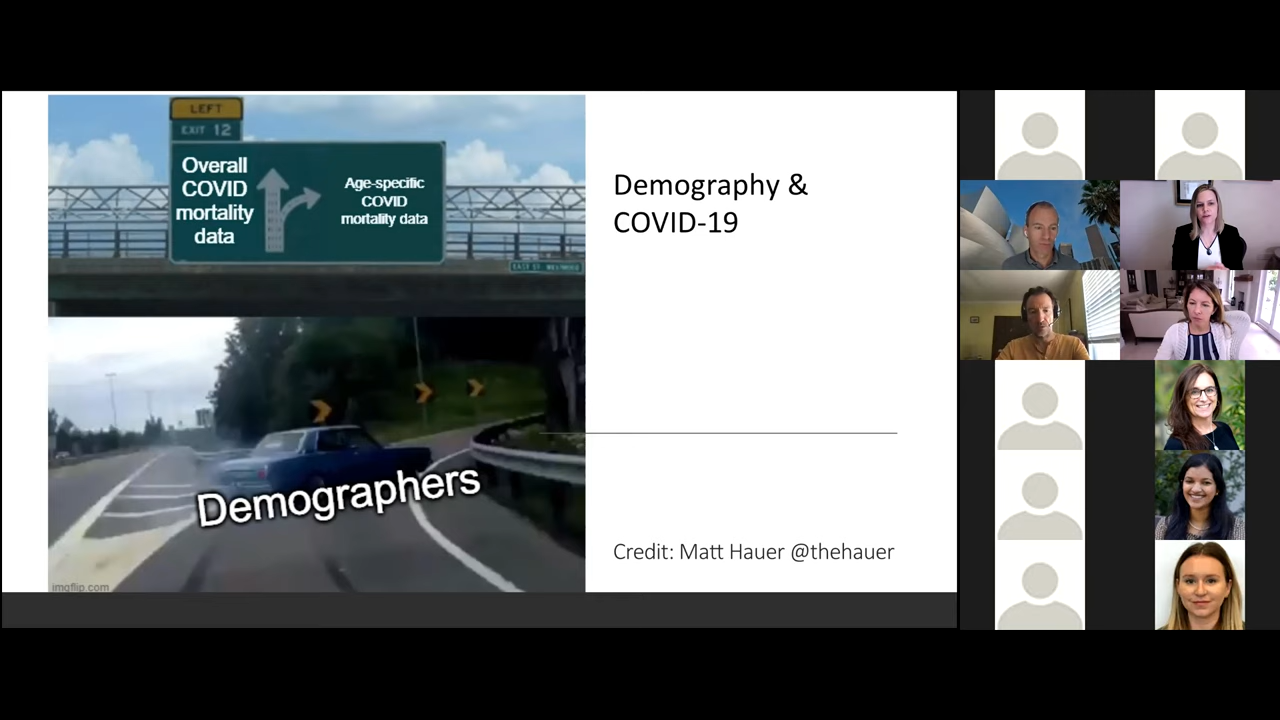 LEFT
EXIT 12
Overall
COVID
mortality
data
Age-specific
COVID
mortality data
Demographers
imgflip.com
Demography &
COVID-19
Credit: Matt Hauer @thehauer